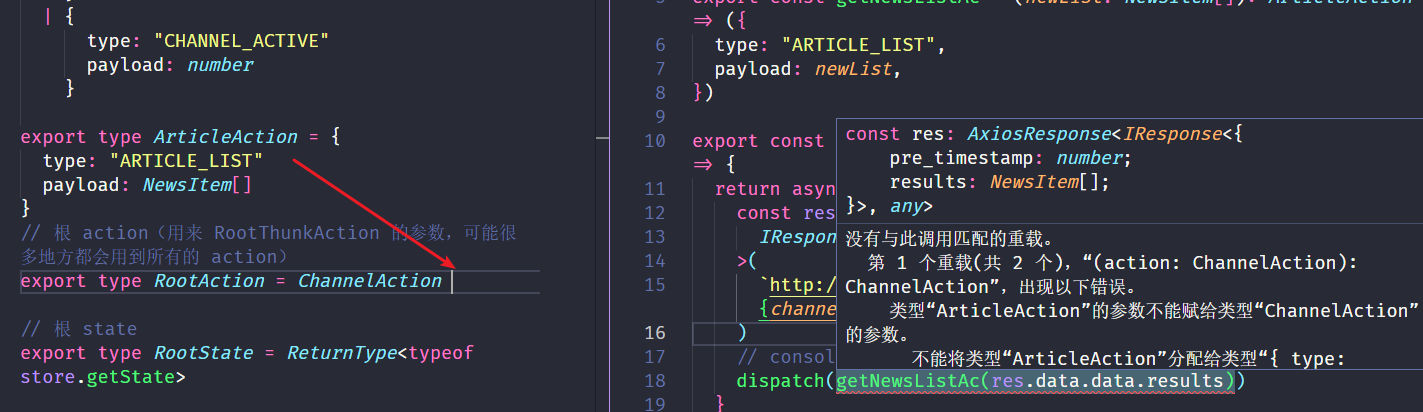 | {
type: "CHANNEL_ACTIVE"
payload: number
}
export type ArticleAction = {
type: "ARTICLE_LIST"
payload: NewsItem[]
}
// 根 action（用来 RootThunkAction 的参数，可能很
多地方都会用到所有的 action）
export type RootAction = ChannelAction
// 根 state
export type RootState = ReturnType<typeof
store.getState>
⇒ ({
6 type: "ARTICLE_LIST",
7 payload: newList,
8 })
9
10 export const
⇒ {
11 return asyn
12 const res
13 IRespon
14 >(
15 `http:/
{channe
16 )
17 // consol
18 dispatch(getNewsListAc(res.data.data.results))
19 }
const res: AxiosResponse<IResponse<{
pre_timestamp: number;
results: NewsItem[];
}>, any>
没有与此调用匹配的重载。
第 1 个重载(共 2 个)，“(action: ChannelAction):
ChannelAction”，出现以下错误。
类型“ArticleAction”的参数不能赋给类型“ChannelAction”
的参数。
不能将类型“ArticleAction”分配给类型“{ type: